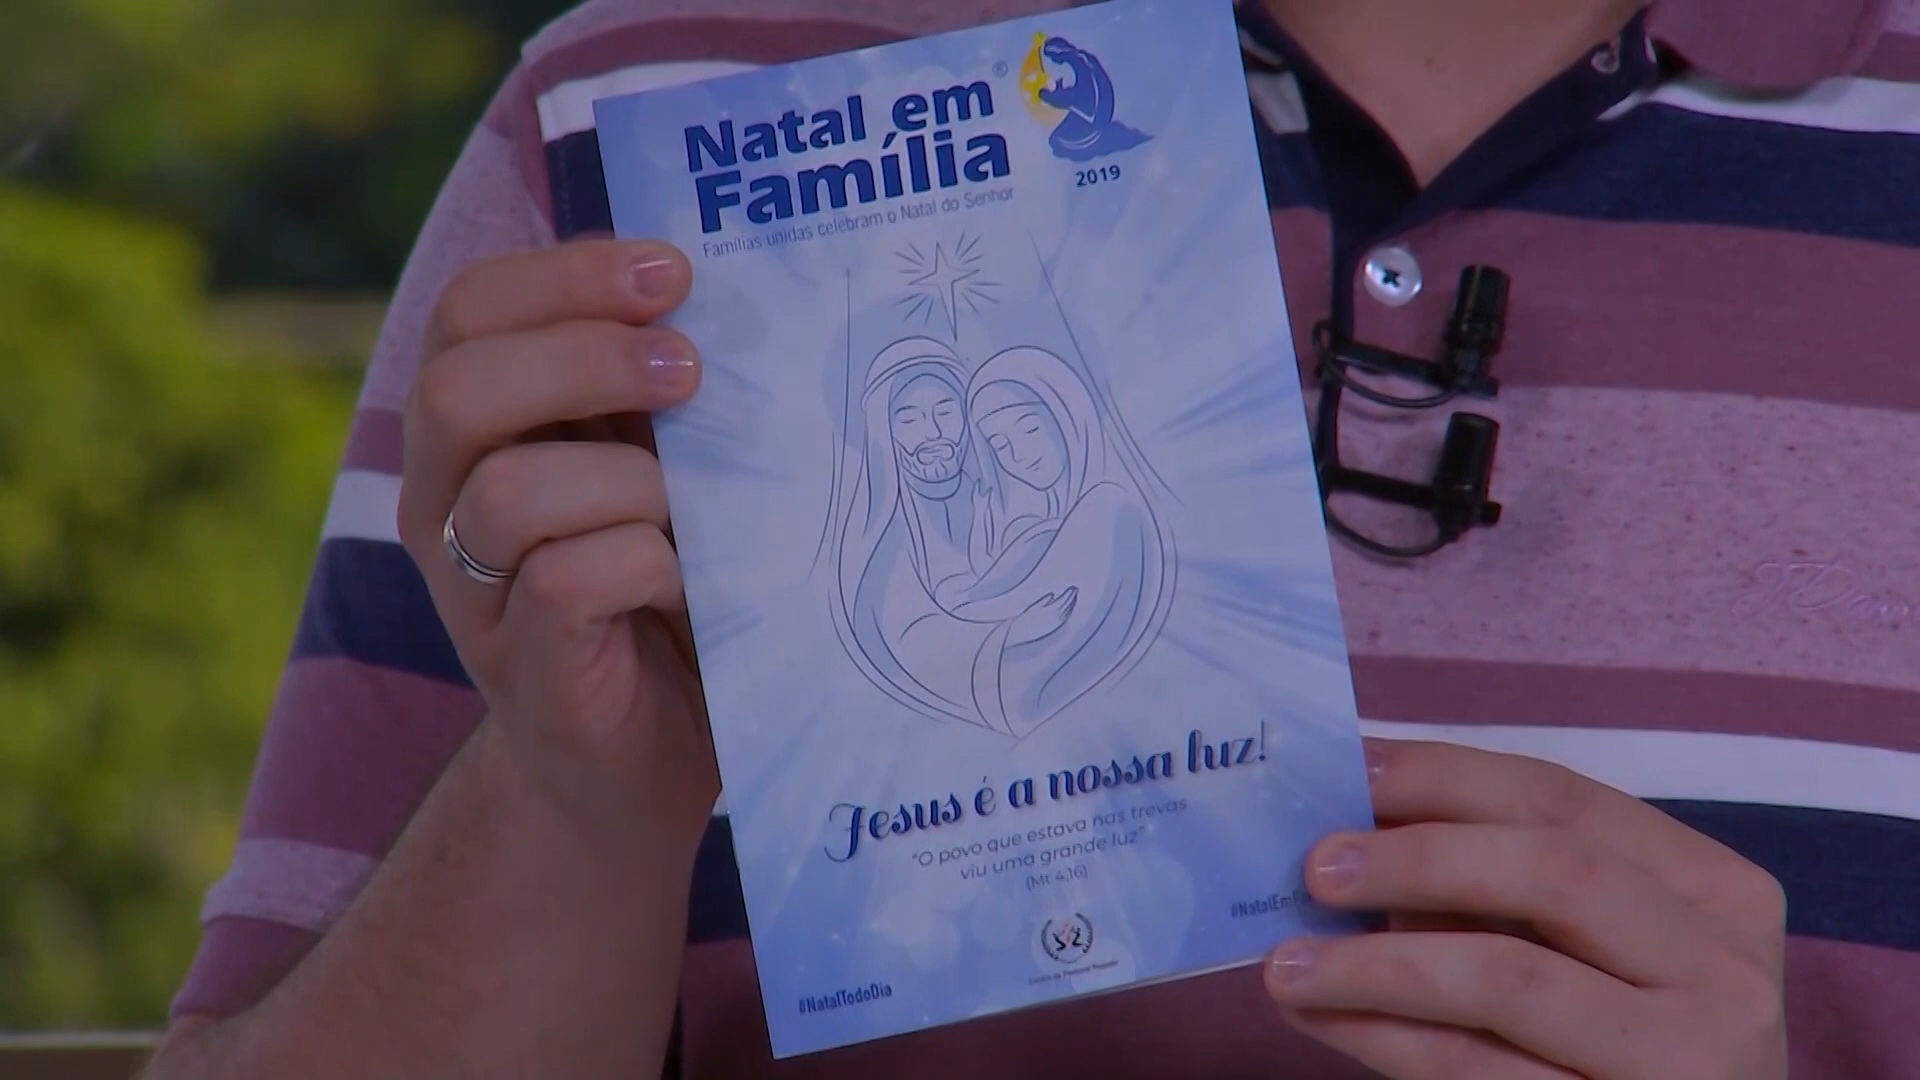 Natal em ®
Família
Famílias unidas celebram o Natal do Senhor
2019
Jesus é a nossa luz!
"O povo que estava nas trevas
viu uma grande luz"
(Mt 4,16)
#NatalTodoDia